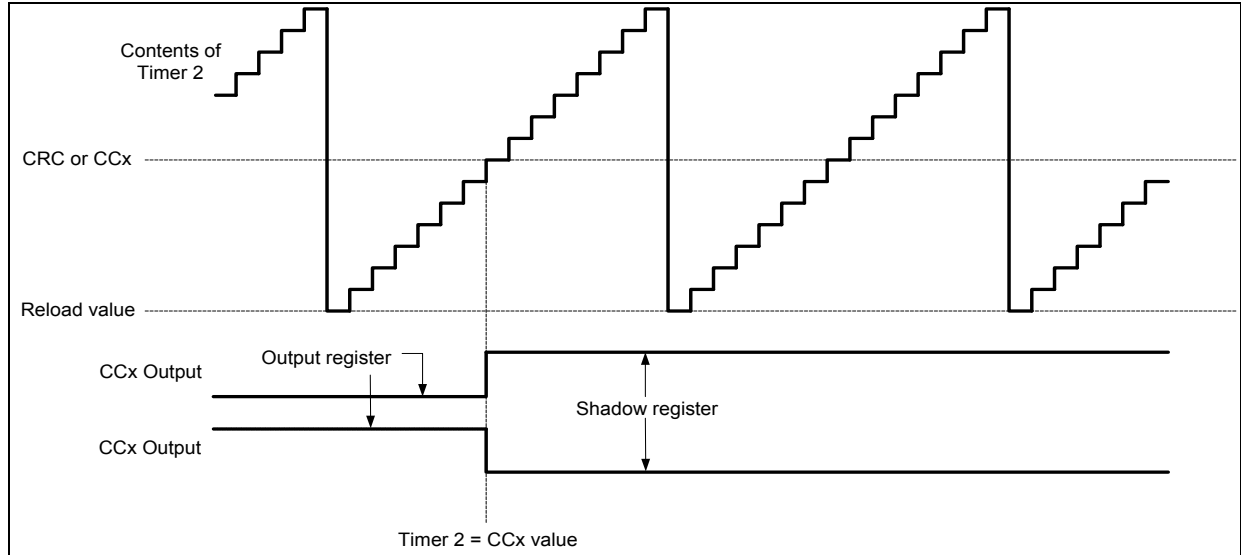 Contents of
Timer 2
CRC or CCx
Reload value
Output register
CCx Output
Shadow register
CCx Output
Timer 2 = CCx value